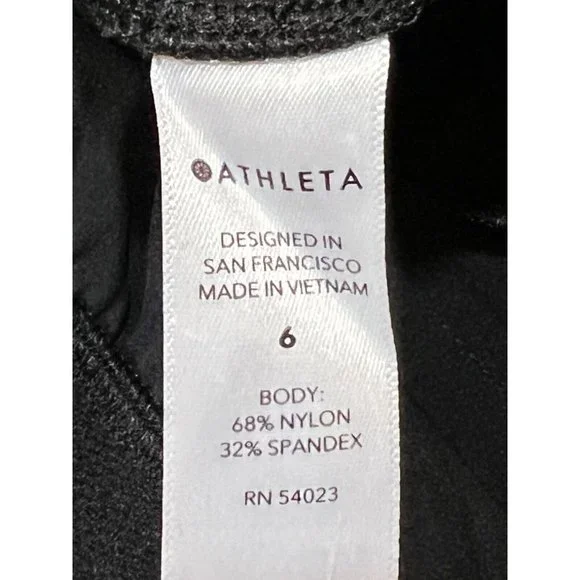 ATHLETA
DESIGNED IN
SAN FRANCISCO
MADE IN VIETNAM
6
BODY:
68% NYLON
32% SPANDEX
RN 54023